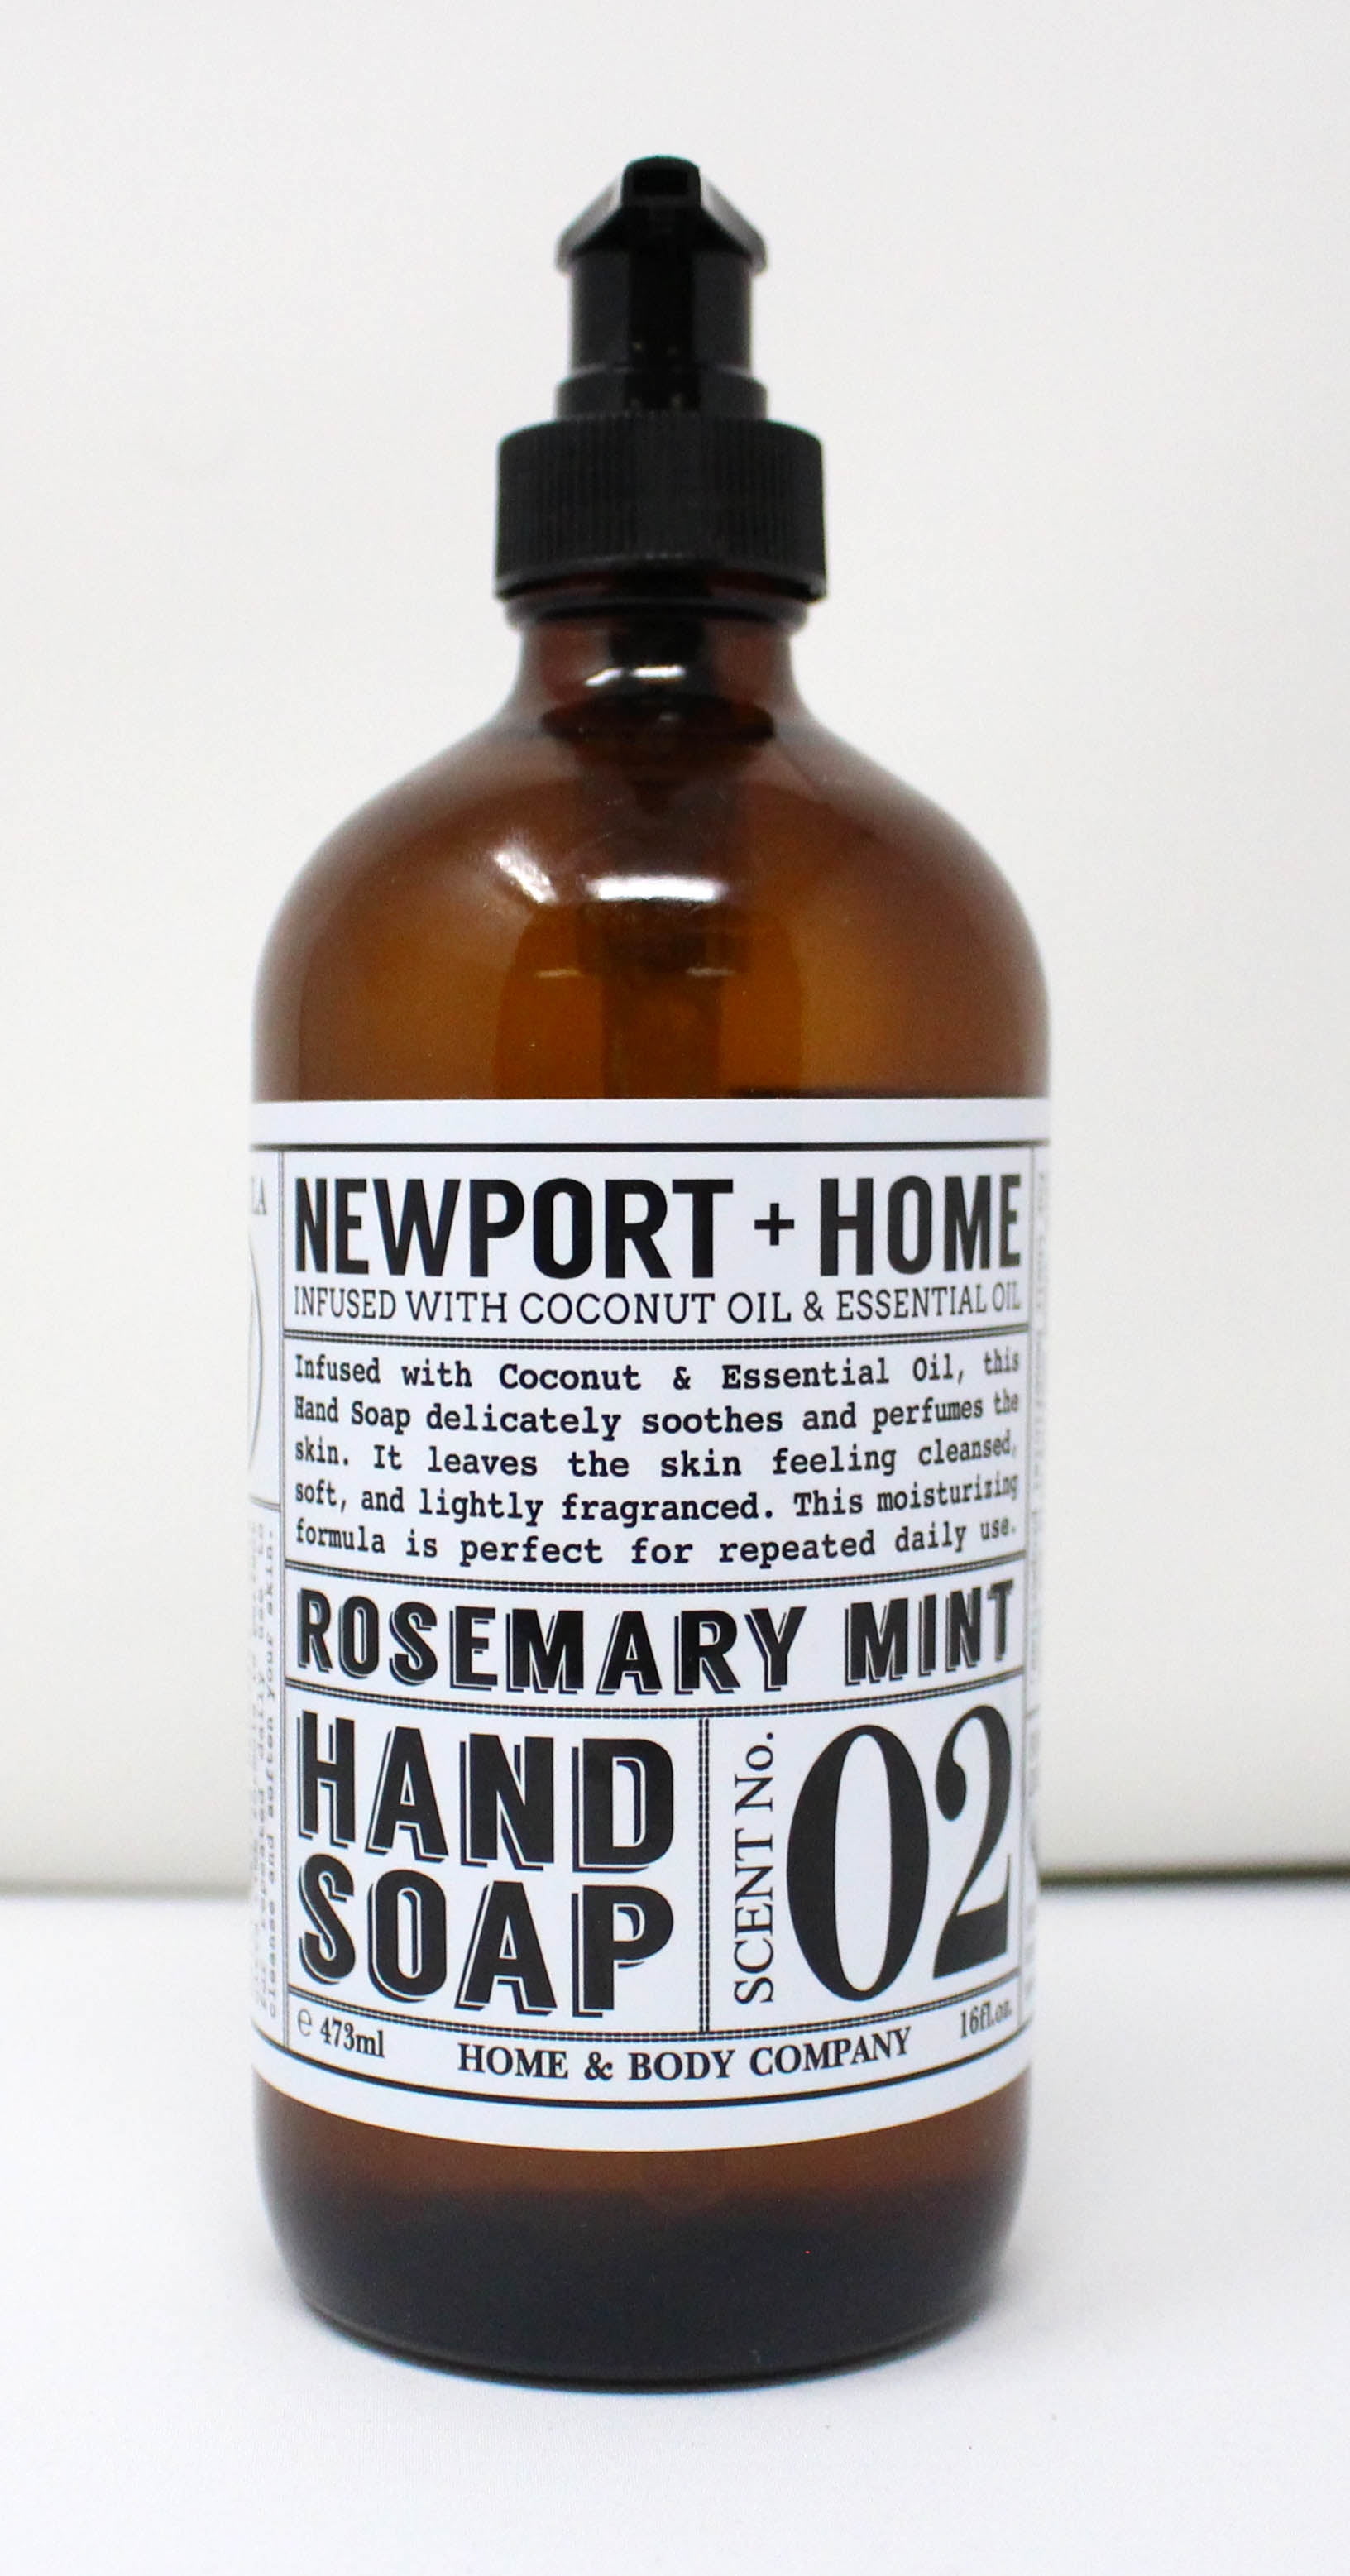 NEWPORT + HOME
INFUSED WITH COCONUT OIL & ESSENTIAL OIL
Infused with Coconut & Essential Oil, this
Hand Soap delicately soothes and perfumes the
skin. It leaves the skin feeling cleansed,
soft, and lightly fragranced. This moisturizing
formula is perfect for repeated daily use.
ROSEMARY MINT
HAND
SOAP
SCENT No.
02
℮ 473ml
HOME & BODY COMPANY
16fl.oz.